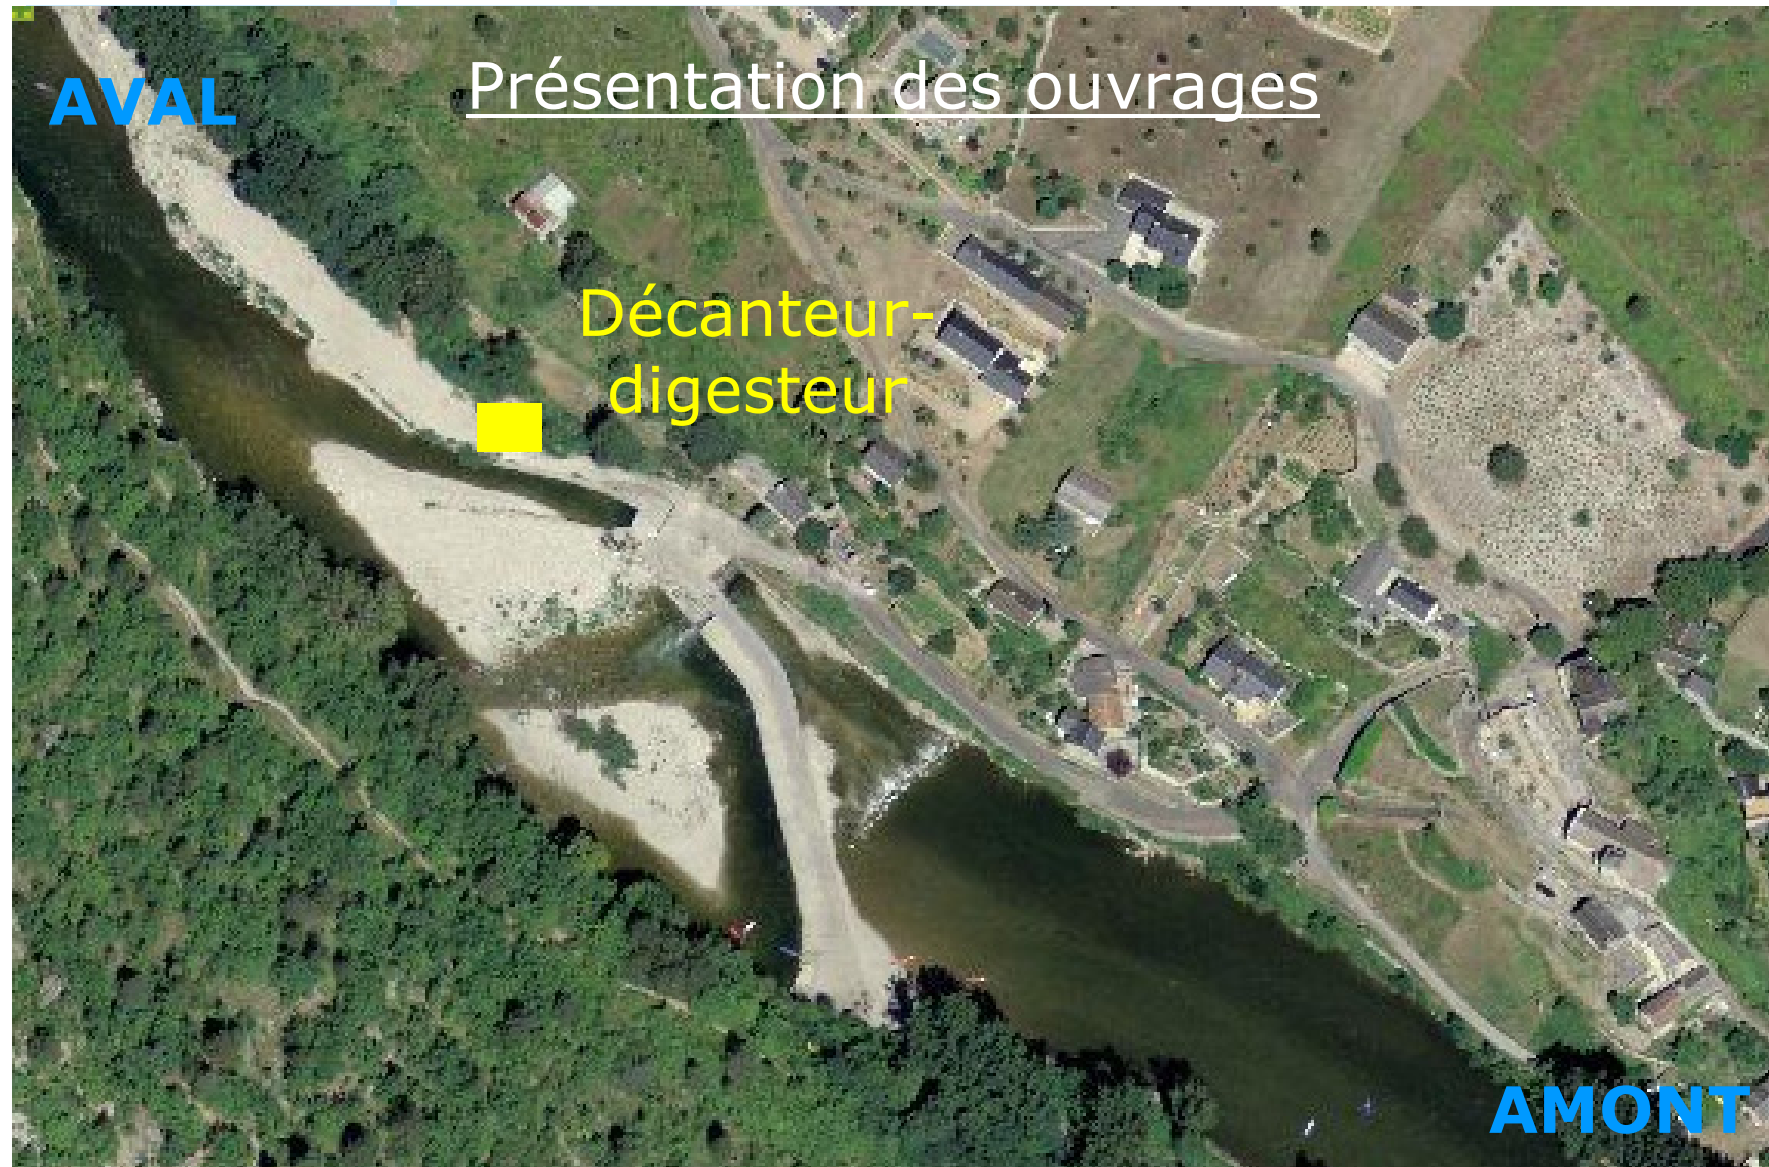 Présentation des ouvrages
AVAL
Décanteur-
digesteur
AMONT